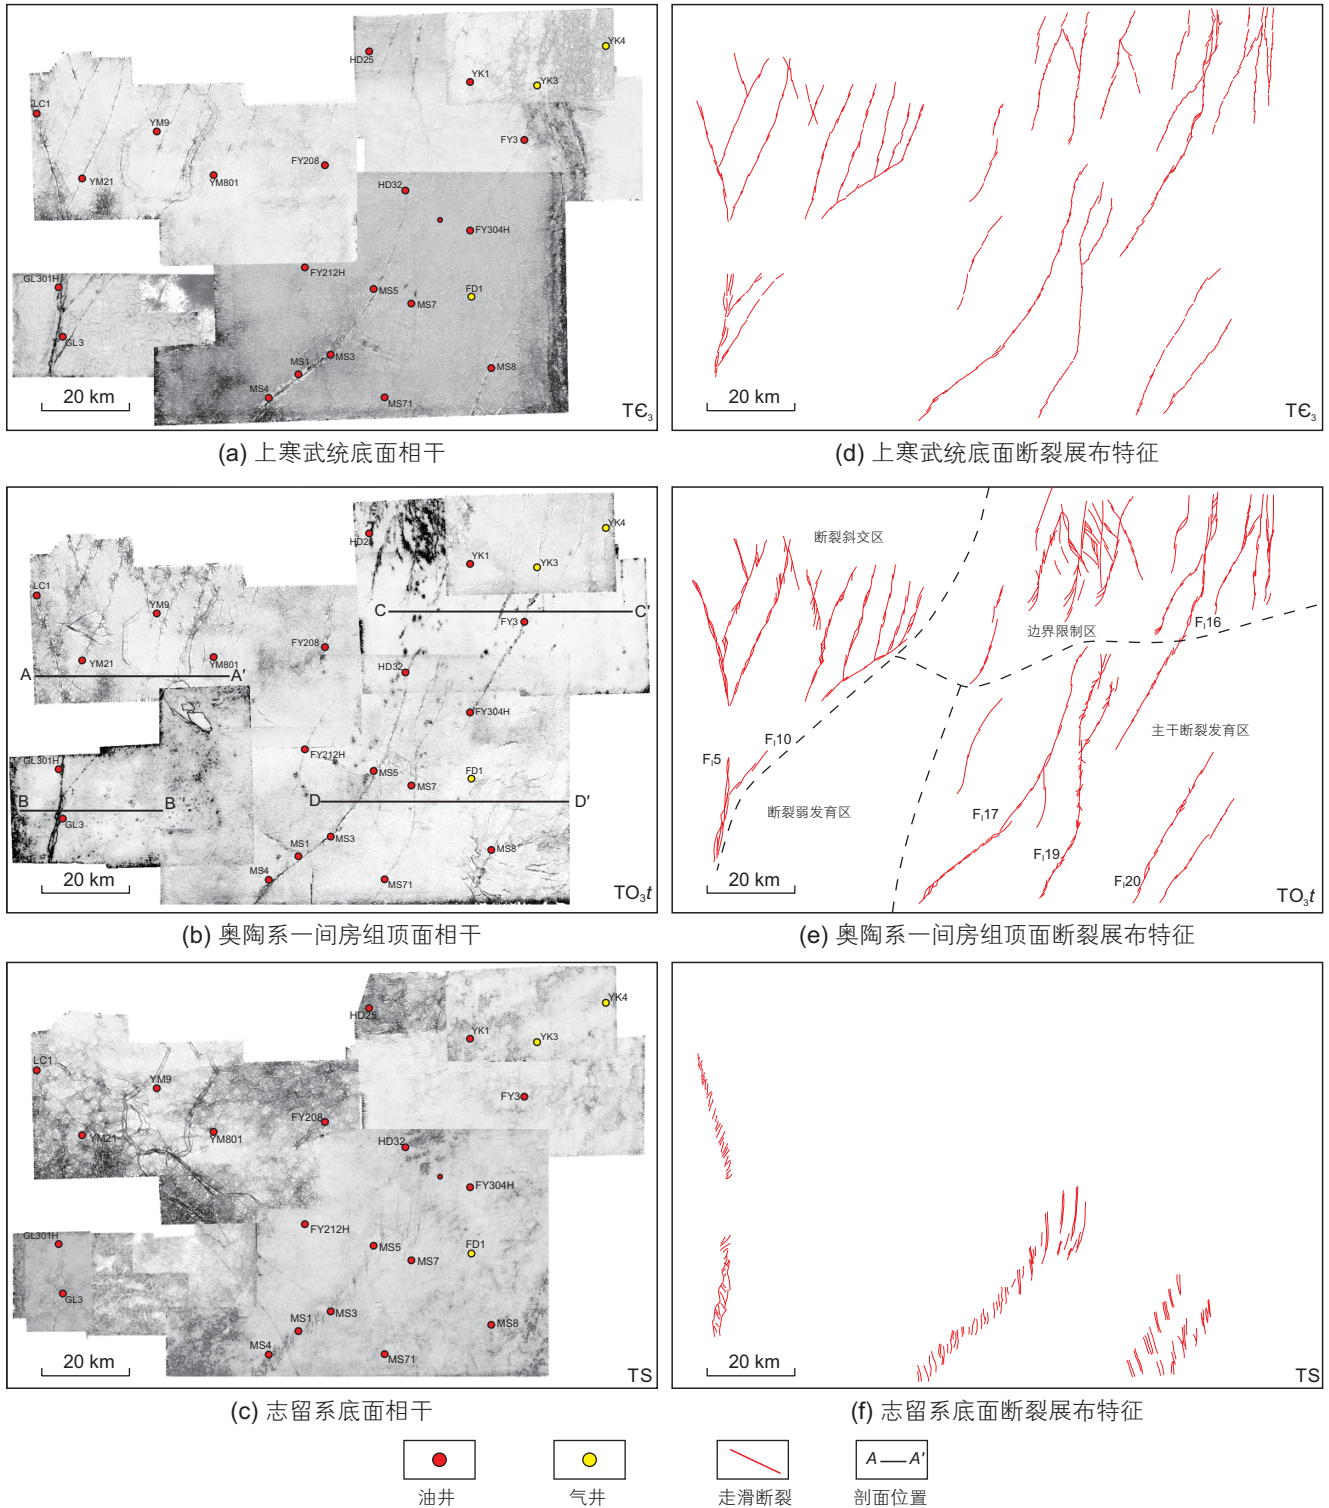 HD25
YK4
YK1
YK3
LC1
YM9
FY3
FY208
YM21
YM801
HD32
FY304H
GL301H
FY212H
MS5
MS7
FD1
GL3
MS3
MS1
MS8
MS4
MS71
20 km
TЄ₃
(a) 上寒武统底面相干
20 km
TЄ₃
(d) 上寒武统底面断裂展布特征
HD25
YK4
YK1
YK3
LC1
C
C′
YM9
FY3
FY208
YM21
YM801
HD32
A
A′
FY304H
FY212H
GL301H
MS5
FD1
MS7
B
B′
D
D′
GL3
MS3
MS1
MS8
MS4
MS71
20 km
TO₃t
(b) 奥陶系一间房组顶面相干
断裂斜交区
边界限制区
FⅠ16
FⅠ5
FⅠ10
主干断裂发育区
断裂弱发育区
FⅠ17
FⅠ19
FⅠ20
20 km
TO₃t
(e) 奥陶系一间房组顶面断裂展布特征
HD25
YK4
YK1
YK3
LC1
YM9
FY3
FY208
YM21
YM801
HD32
FY304H
GL301H
FY212H
MS5
FD1
MS7
GL3
MS3
MS1
MS8
MS4
MS71
20 km
TS
(c) 志留系底面相干
20 km
TS
(f) 志留系底面断裂展布特征
A — A′
油井
气井
走滑断裂
剖面位置